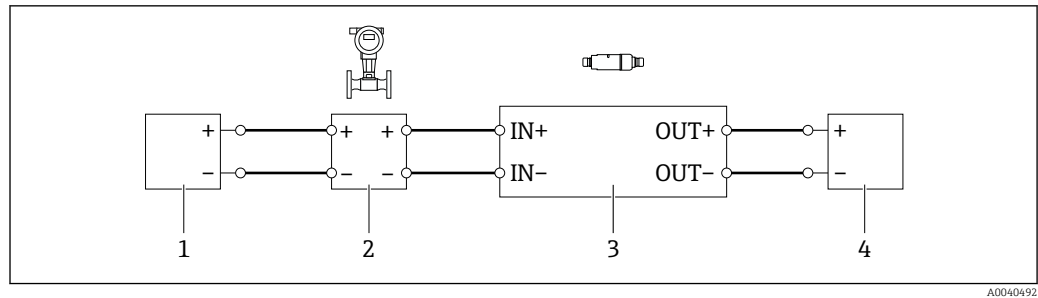 + + + IN+ OUT+ +
− − − IN− OUT− −
1 2 3 4
A0040492